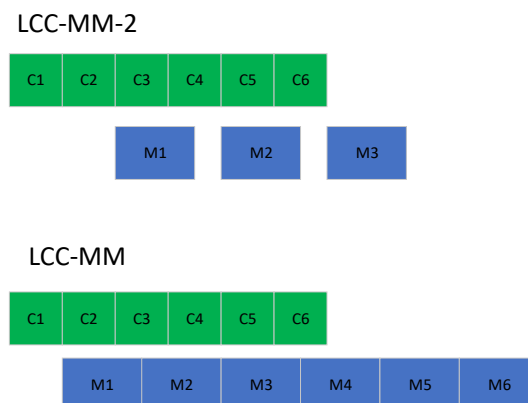 LCC-MM-2
C1 C2 C3 C4 C5 C6
M1 M2 M3
LCC-MM
C1 C2 C3 C4 C5 C6
M1 M2 M3 M4 M5 M6